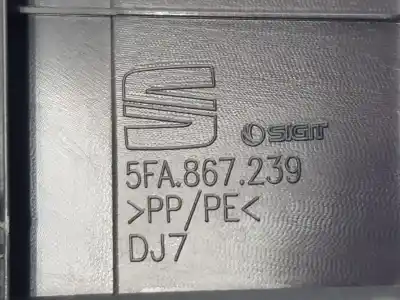 SIGIT
5FA.867.239
>PP/PE<
DJ7